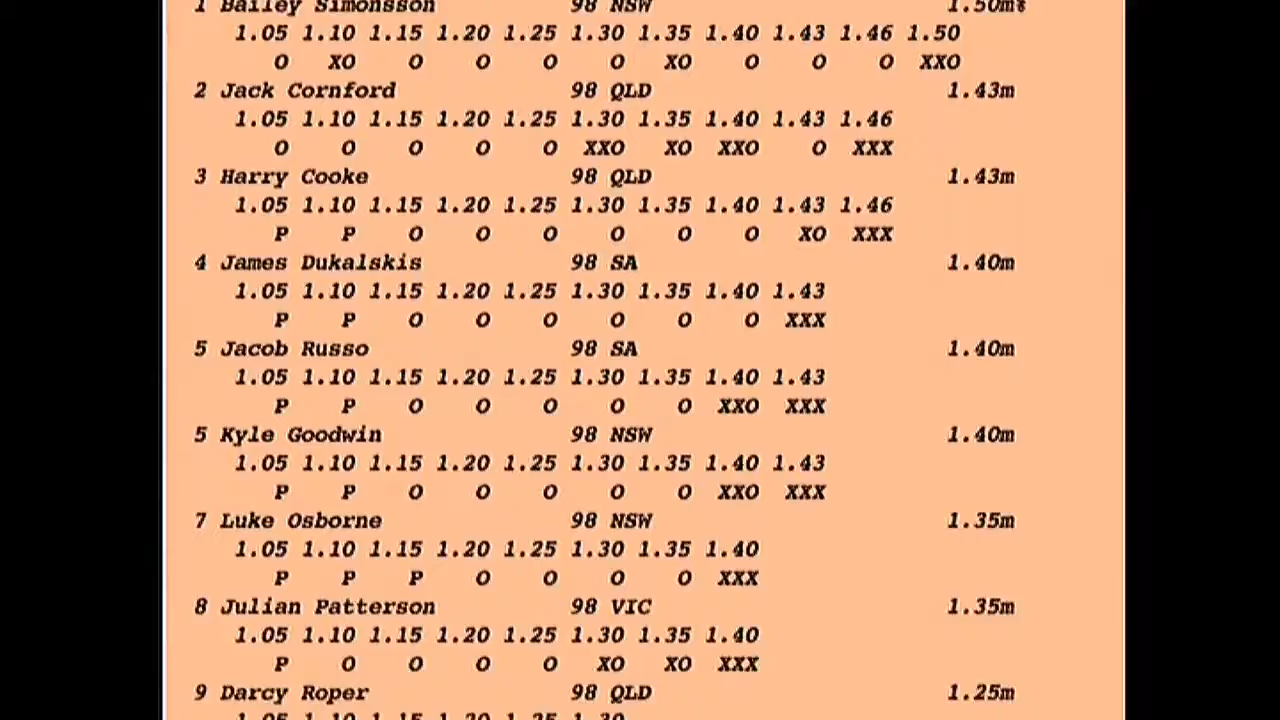 1 Bailey Simonsson 98 NSW 1.50m%
1.05 1.10 1.15 1.20 1.25 1.30 1.35 1.40 1.43 1.46 1.50
O XO O O O O XO O O O XXO
2 Jack Cornford 98 QLD 1.43m
1.05 1.10 1.15 1.20 1.25 1.30 1.35 1.40 1.43 1.46
O O O O O XXO XO XXO O XXX
3 Harry Cooke 98 QLD 1.43m
1.05 1.10 1.15 1.20 1.25 1.30 1.35 1.40 1.43 1.46
P P O O O O O O XO XXX
4 James Dukalskis 98 SA 1.40m
1.05 1.10 1.15 1.20 1.25 1.30 1.35 1.40 1.43
P P O O O O O O XXX
5 Jacob Russo 98 SA 1.40m
1.05 1.10 1.15 1.20 1.25 1.30 1.35 1.40 1.43
P P O O O O O XXO XXX
5 Kyle Goodwin 98 NSW 1.40m
1.05 1.10 1.15 1.20 1.25 1.30 1.35 1.40 1.43
P P O O O O O XXO XXX
7 Luke Osborne 98 NSW 1.35m
1.05 1.10 1.15 1.20 1.25 1.30 1.35 1.40
P P P O O O O XXX
8 Julian Patterson 98 VIC 1.35m
1.05 1.10 1.15 1.20 1.25 1.30 1.35 1.40
P O O O O XO XO XXX
9 Darcy Roper 98 QLD 1.25m
1.05 1.10 1.15 1.20 1.25 1.30